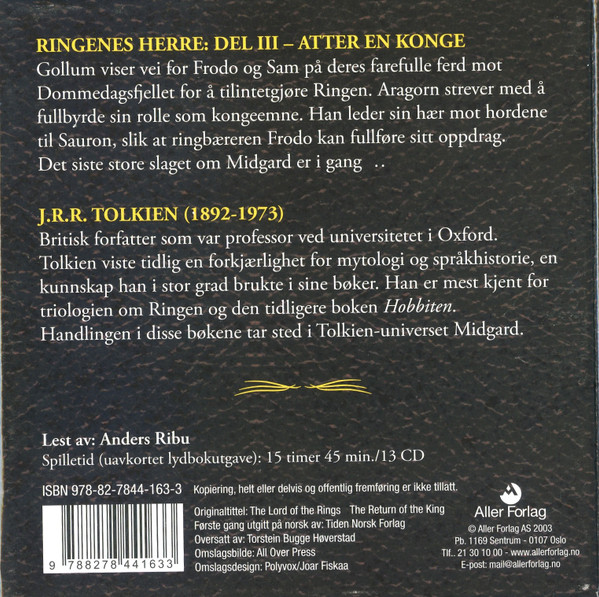 RINGENES HERRE: DEL III – ATTER EN KONGE
Gollum viser vei for Frodo og Sam på deres farefulle ferd mot
Dommedagsfjellet for å tilintetgjøre Ringen. Aragorn strever med å
fullbyrde sin rolle som kongeemne. Han leder sin hær mot hordene
til Sauron, slik at ringbæreren Frodo kan fullføre sitt oppdrag.
Det siste store slaget om Midgard er i gang ..
J.R.R. TOLKIEN (1892-1973)
Britisk forfatter som var professor ved universitetet i Oxford.
Tolkien viste tidlig en forkjærlighet for mytologi og språkhistorie, en
kunnskap han i stor grad brukte i sine bøker. Han er mest kjent for
triologien om Ringen og den tidligere boken Hobbiten.
Handlingen i disse bøkene tar sted i Tolkien-universet Midgard.
Lest av: Anders Ribu
Spilletid (uavkortet lydbokutgave): 15 timer 45 min./13 CD
ISBN 978-82-7844-163-3
Kopiering, helt eller delvis og offentlig fremføring er ikke tillatt.
Originaltittel: The Lord of the Rings The Return of the King
Første gang utgitt på norsk av: Tiden Norsk Forlag
Oversatt av: Torstein Bugge Høverstad
Omslagsbilde: All Over Press
Omslagsdesign: Polyvox/Joar Fiskaa
9 788278 441633
Aller Forlag
© Aller Forlag AS 2003
Pb. 1169 Sentrum - 0107 Oslo
Tlf.. 21 30 10 00 - www.allerforlag.no
E-post: mail@allerforlag.no